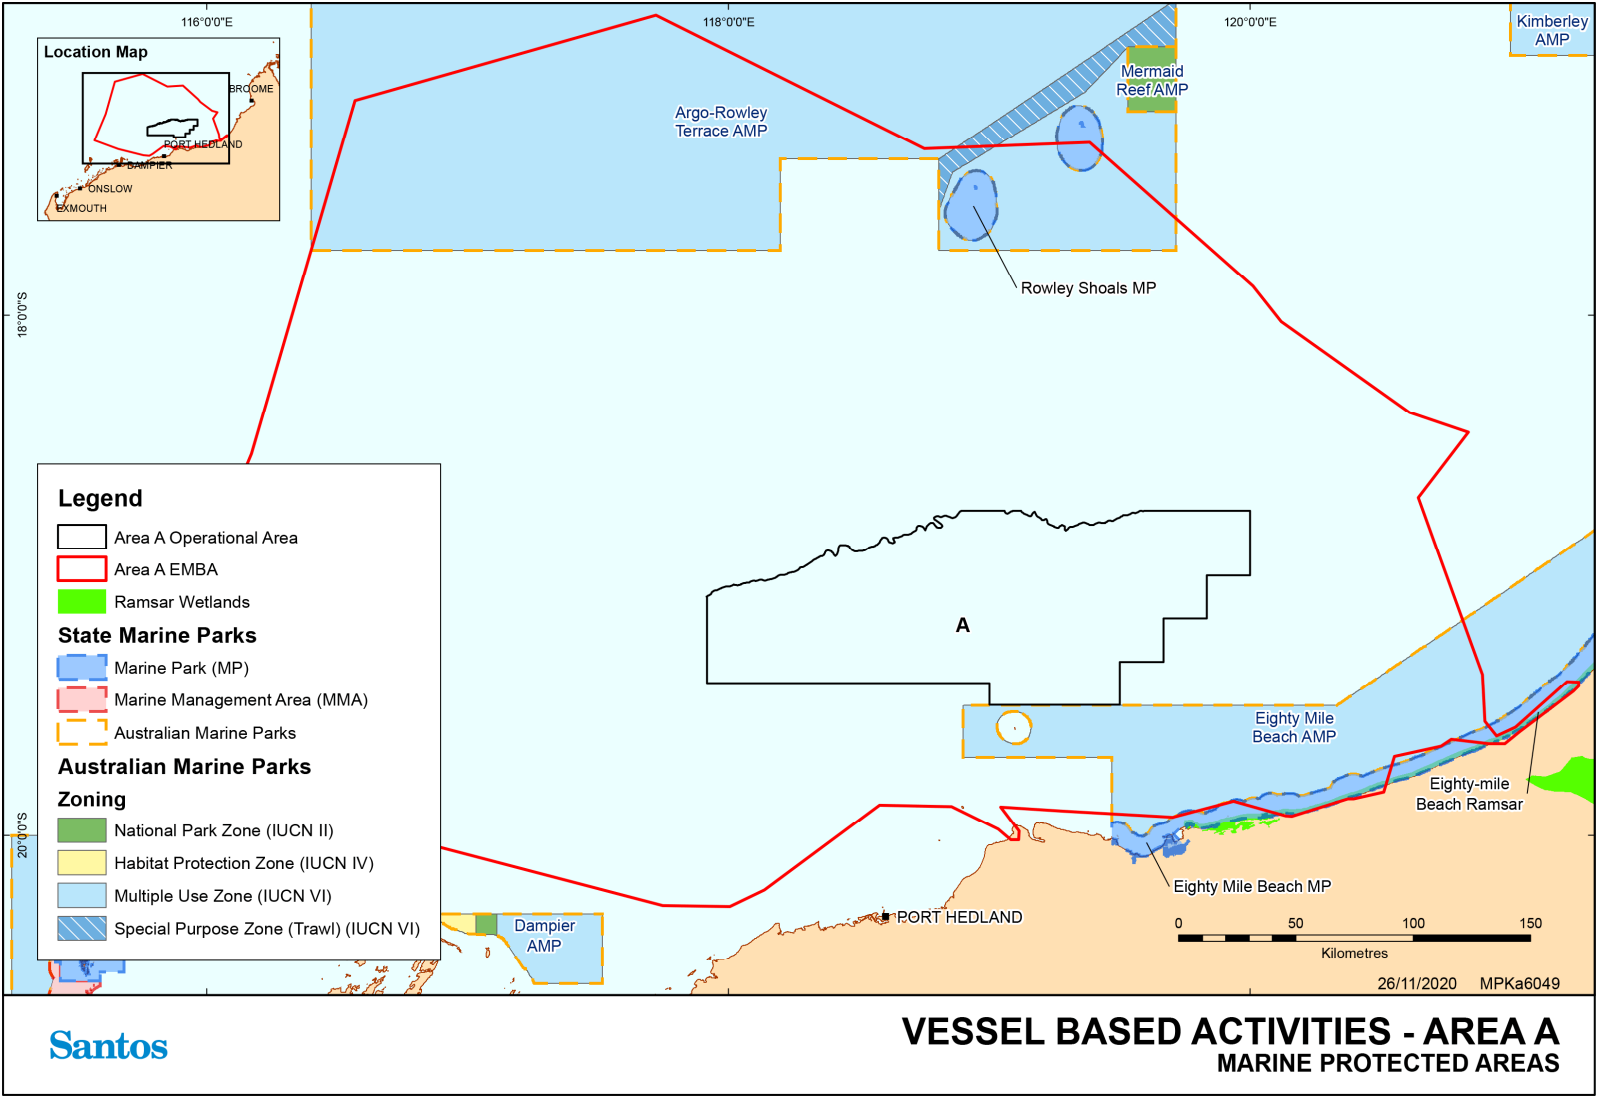 116°0'0"E
118°0'0"E
120°0'0"E
Kimberley
AMP
Location Map
BROOME
PORT HEDLAND
DAMPIER
ONSLOW
EXMOUTH
Mermaid
Reef AMP
Argo-Rowley
Terrace AMP
Rowley Shoals MP
18°0'0"S
Legend
Area A Operational Area
Area A EMBA
Ramsar Wetlands
State Marine Parks
Marine Park (MP)
Marine Management Area (MMA)
Australian Marine Parks
Australian Marine Parks
Zoning
National Park Zone (IUCN II)
Habitat Protection Zone (IUCN IV)
Multiple Use Zone (IUCN VI)
Special Purpose Zone (Trawl) (IUCN VI)
A
Eighty Mile
Beach AMP
Eighty-mile
Beach Ramsar
20°0'0"S
Eighty Mile Beach MP
PORT HEDLAND
Dampier
AMP
0 50 100 150
Kilometres
26/11/2020 MPKa6049
Santos
VESSEL BASED ACTIVITIES - AREA A
MARINE PROTECTED AREAS